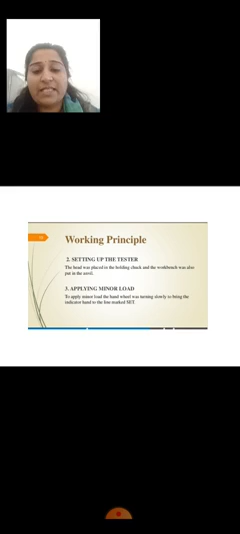 Working Principle
2. SETTING UP THE TESTER
The head was placed in the holding chuck and the workbench was also
put in the anvil.
3. APPLYING MINOR LOAD
To apply minor load the hand wheel was turning slowly to bring the
indicator hand to the line marked SET.